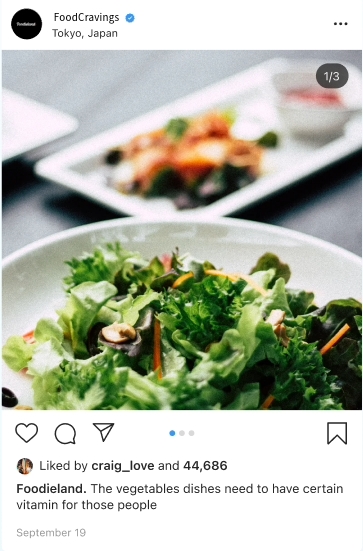 FoodCravings
Tokyo, Japan
Foodieland.
1/3
Liked by craig_love and 44,686
Foodieland. The vegetables dishes need to have certain
vitamin for those people
September 19